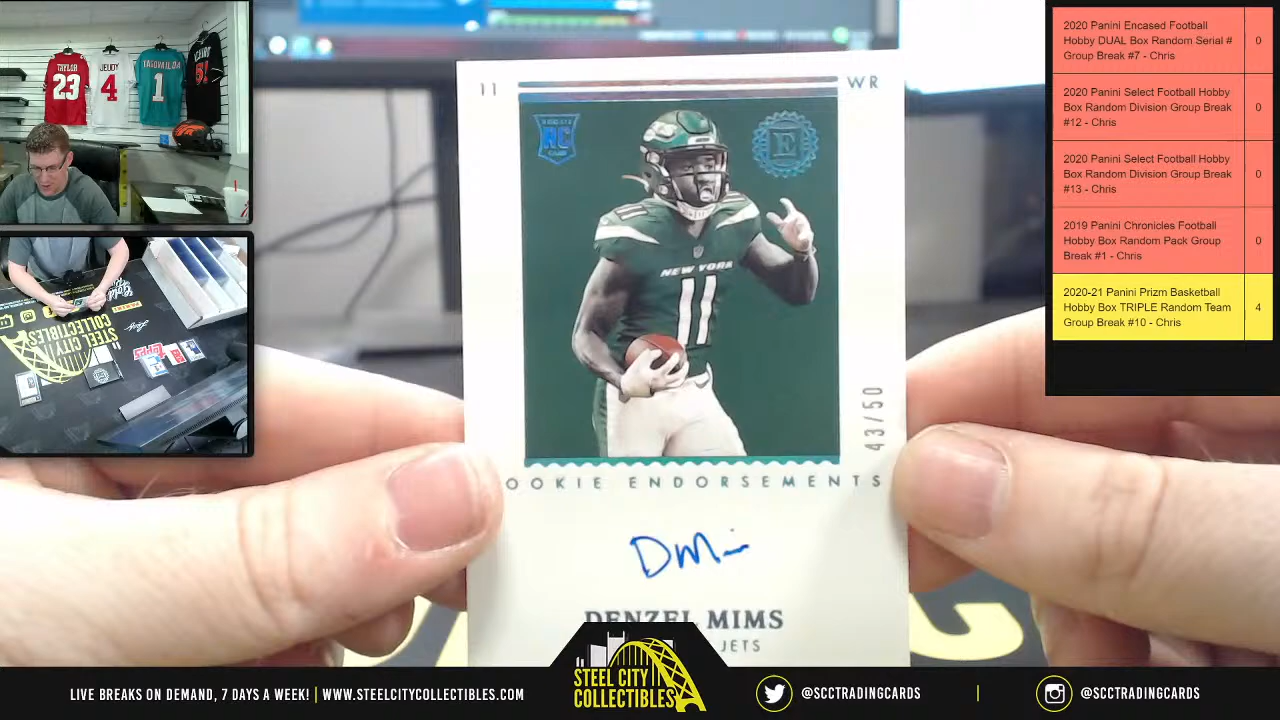 TAYLOR
23
JEUDY
4
TAGOVAILOA
1
11
WR
RC
E
NEW YORK
11
43/50
OOKIE ENDORSEMENTS
DMi
DENZEL MIMS
JETS
2020 Panini Encased Football
Hobby DUAL Box Random Serial #
Group Break #7 - Chris
0
2020 Panini Select Football Hobby
Box Random Division Group Break
#12 - Chris
0
2020 Panini Select Football Hobby
Box Random Division Group Break
#13 - Chris
0
2019 Panini Chronicles Football
Hobby Box Random Pack Group
Break #1 - Chris
0
2020-21 Panini Prizm Basketball
Hobby Box TRIPLE Random Team
Group Break #10 - Chris
4
STEEL CITY
COLLECTIBLES
LIVE BREAKS ON DEMAND, 7 DAYS A WEEK! | WWW.STEELCITYCOLLECTIBLES.COM
STEEL CITY
COLLECTIBLES
@SCCTRADINGCARDS
@SCCTRADINGCARDS